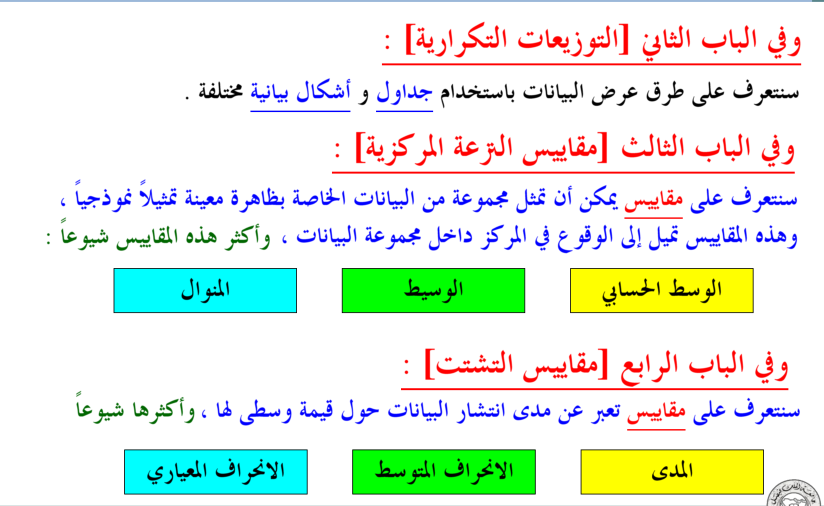 وفي الباب الثاني [التوزيعات التكرارية] :
سنتعرف على طرق عرض البيانات باستخدام جداول و أشكال بيانية مختلفة .
وفي الباب الثالث [مقاييس النزعة المركزية] :
سنتعرف على مقاييس يمكن أن تمثل مجموعة من البيانات الخاصة بظاهرة معينة تمثيلاً نموذجياً ،
وهذه المقاييس تميل إلى الوقوع في المركز داخل مجموعة البيانات ، وأكثر هذه المقاييس شيوعاً :
الوسط الحسابي الوسيط المنوال
وفي الباب الرابع [مقاييس التشتت] :
سنتعرف على مقاييس تعبر عن مدى انتشار البيانات حول قيمة وسطى لها ، وأكثرها شيوعاً
المدى الانحراف المتوسط الانحراف المعياري